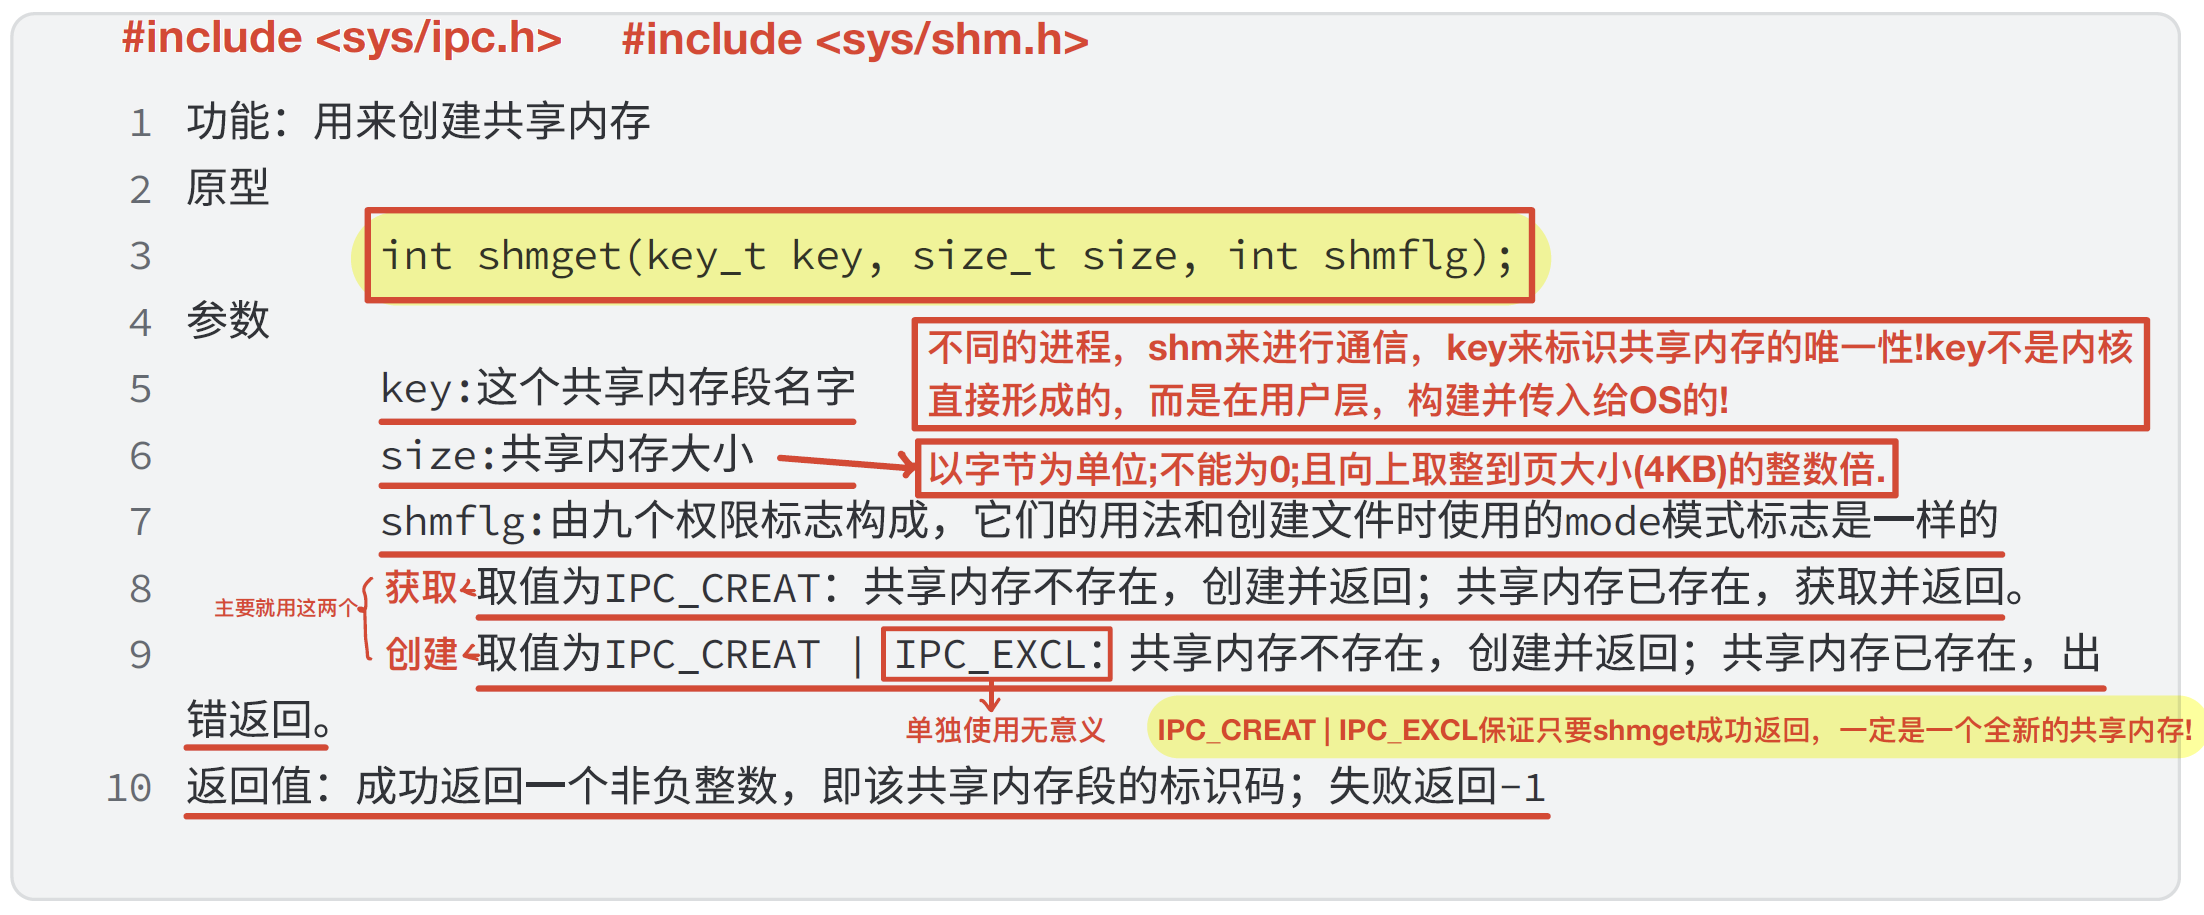 #include <sys/ipc.h> #include <sys/shm.h>
1 功能：用来创建共享内存
2 原型
3 int shmget(key_t key, size_t size, int shmflg);
4 参数
不同的进程，shm来进行通信，key来标识共享内存的唯一性!key不是内核
5 key:这个共享内存段名字
直接形成的，而是在用户层，构建并传入给OS的!
6 size:共享内存大小
以字节为单位;不能为0;且向上取整到页大小(4KB)的整数倍.
7 shmflg:由九个权限标志构成，它们的用法和创建文件时使用的mode模式标志是一样的
8 获取 取值为IPC_CREAT：共享内存不存在，创建并返回；共享内存已存在，获取并返回。
主要就用这两个
9 创建 取值为IPC_CREAT | IPC_EXCL：共享内存不存在，创建并返回；共享内存已存在，出
错返回。
单独使用无意义
IPC_CREAT | IPC_EXCL保证只要shmget成功返回，一定是一个全新的共享内存!
10 返回值：成功返回一个非负整数，即该共享内存段的标识码；失败返回-1